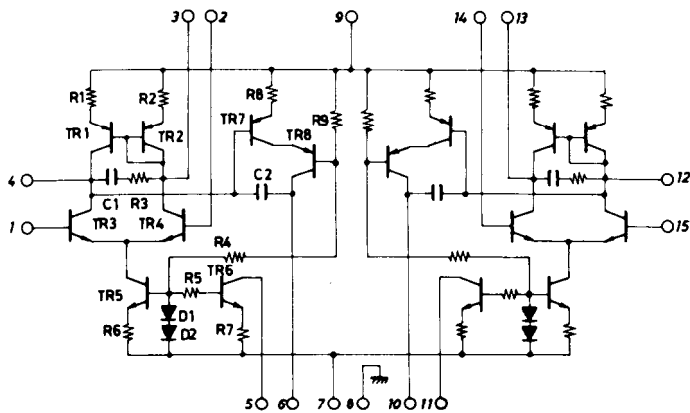 3 2 9 14 13
R1 R2 R8 R9
TR1 TR2 TR7 TR8
4 12
C1 R3 C2
TR3 TR4
1 15
R4
TR5 R5 TR6
R6 D1 R7
D2
5 6 7 8 10 11